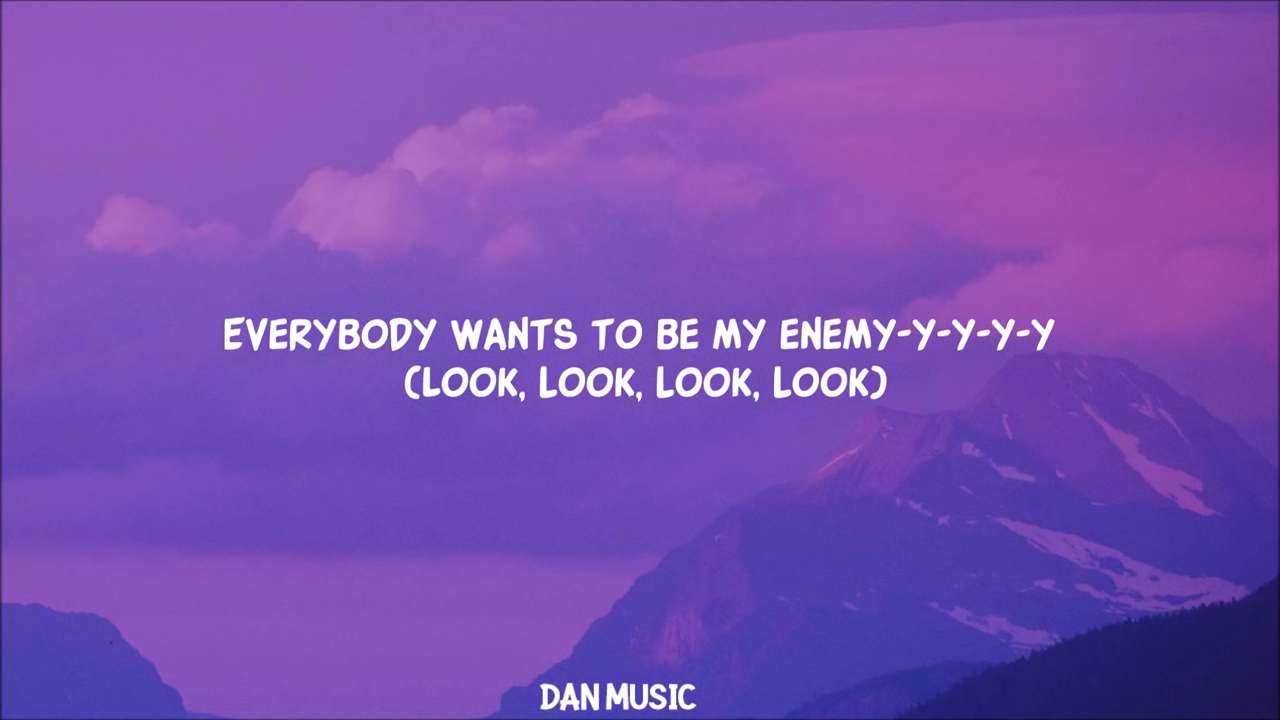 EVERYBODY WANTS TO BE MY ENEMY-Y-Y-Y-Y
(LOOK, LOOK, LOOK, LOOK)
DAN MUSIC